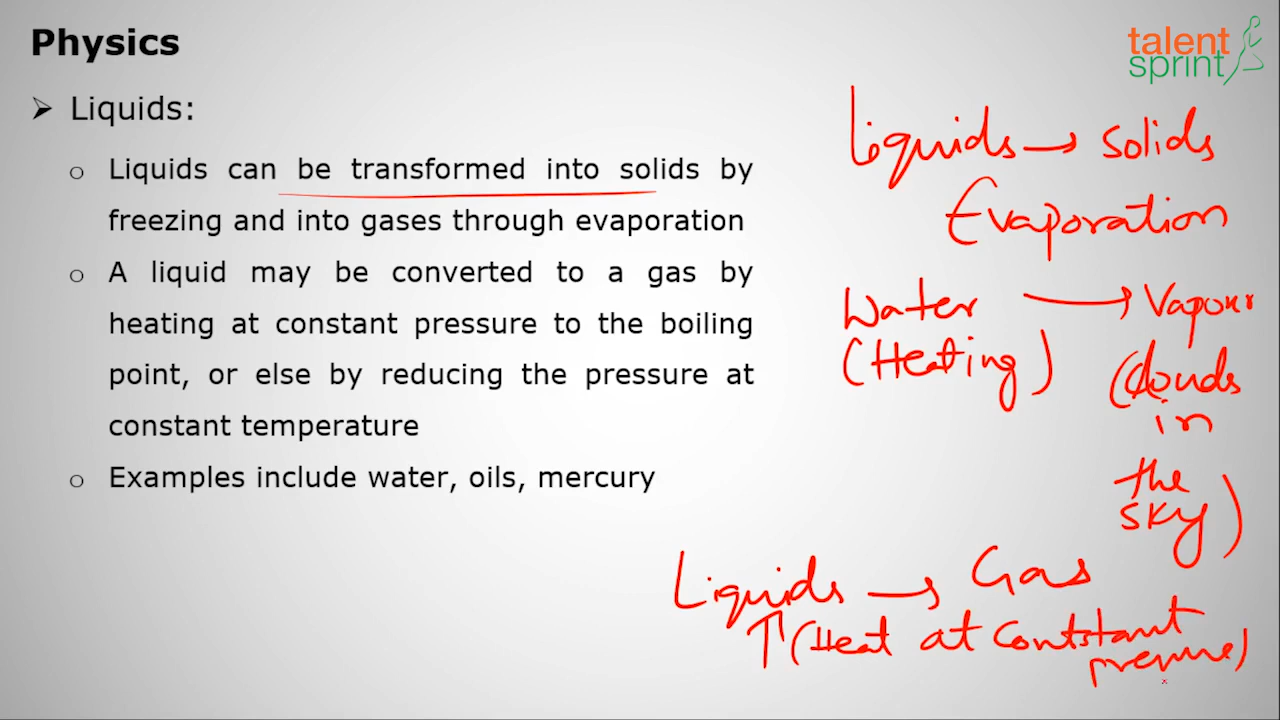 Physics
talent
sprint
➢ Liquids:
o Liquids can be transformed into solids by
freezing and into gases through evaporation
o A liquid may be converted to a gas by
heating at constant pressure to the boiling
point, or else by reducing the pressure at
constant temperature
o Examples include water, oils, mercury
Liquids → solids
Evaporation
Water → Vapour
(Heating) (clouds
in
the
sky)
Liquids → Gas
↑ (Heat at contstant